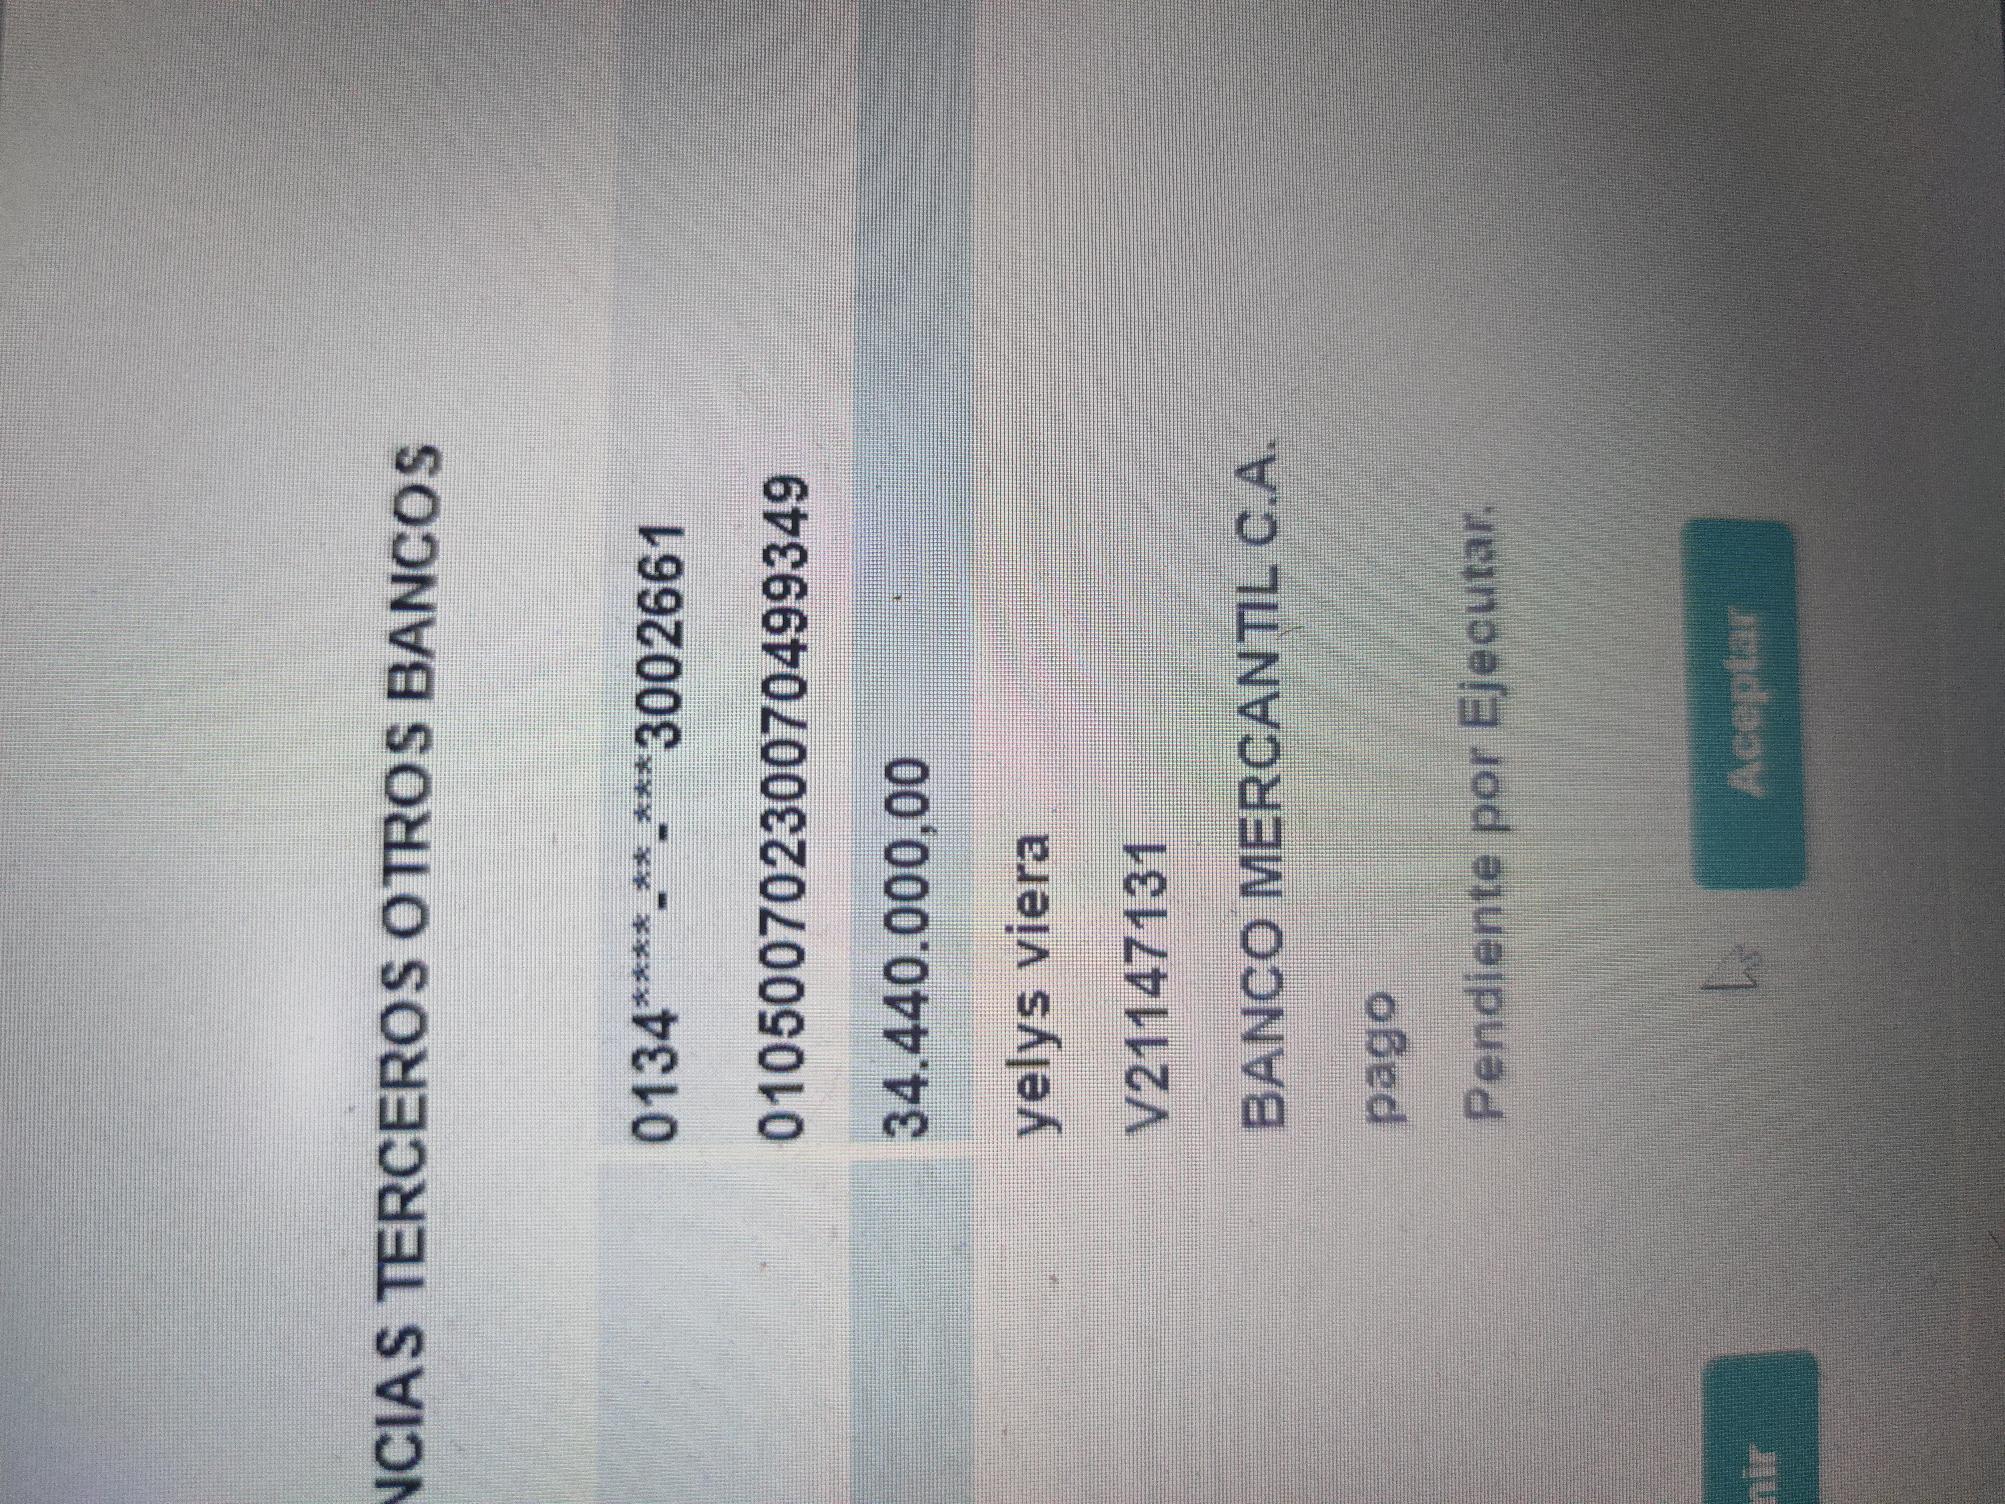 NCIAS TERCEROS OTROS BANCOS
0134****-**-***3002661
01050070230070499349
34.440.000,00
yelys viera
V21147131
BANCO MERCANTIL C.A.
pago
Pendiente por Ejecutar.
nir
Aceptar